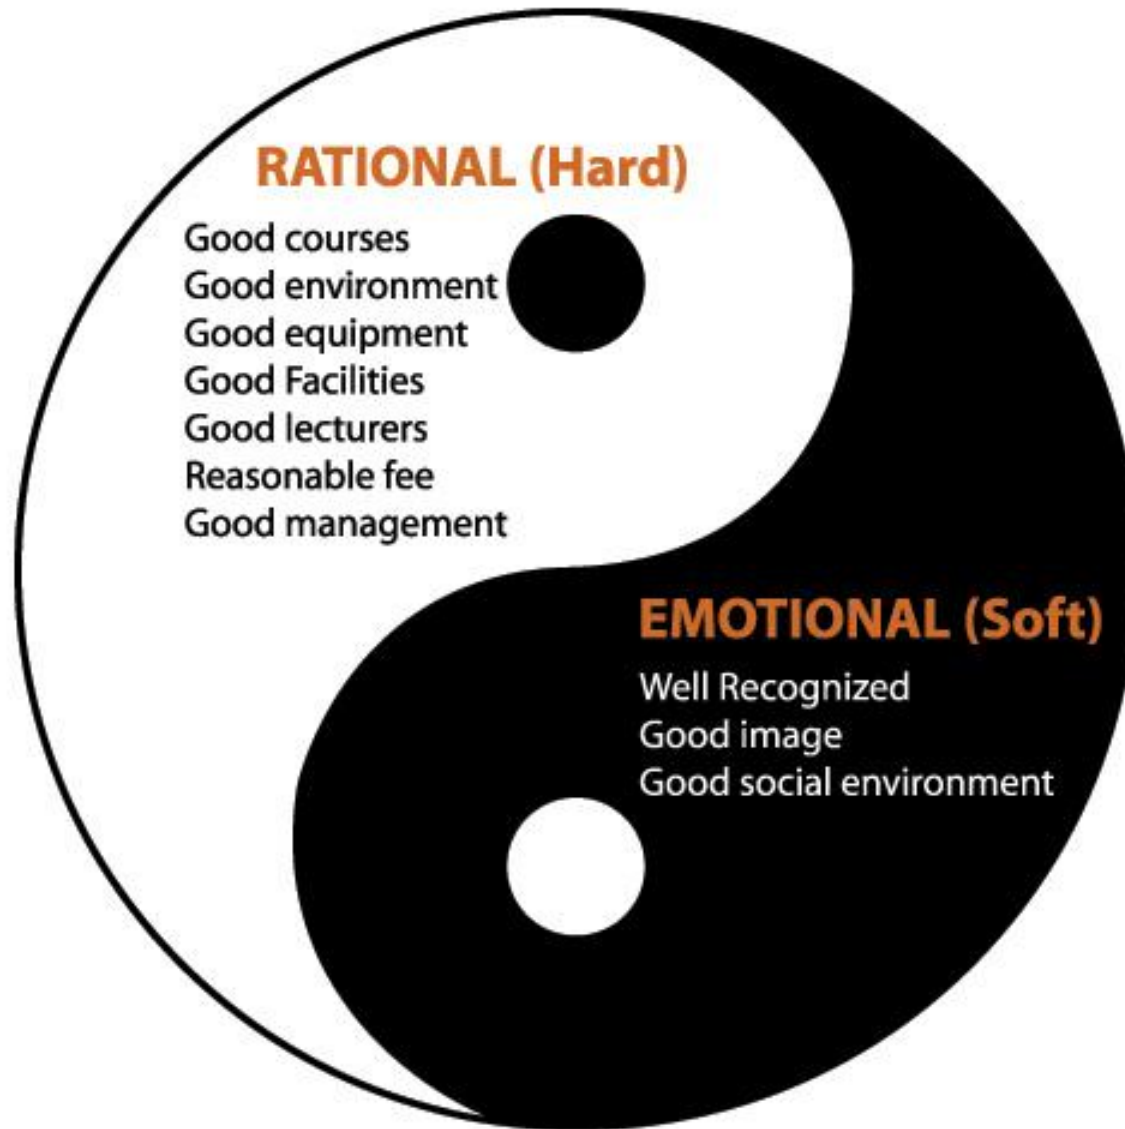 RATIONAL (Hard)
Good courses
Good environment
Good equipment
Good Facilities
Good lecturers
Reasonable fee
Good management
EMOTIONAL (Soft)
Well Recognized
Good image
Good social environment